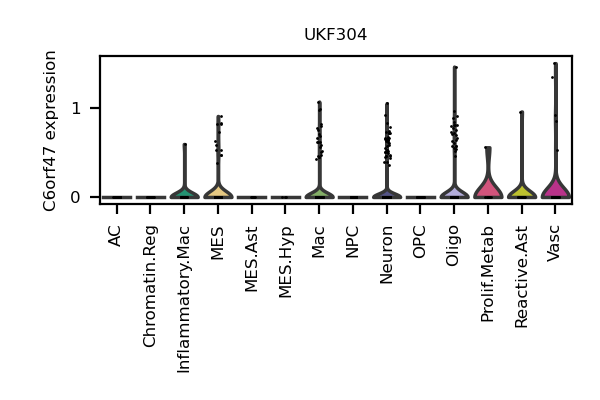 UKF304
C6orf47 expression
1
0
AC
Chromatin.Reg
Inflammatory.Mac
MES
MES.Ast
MES.Hyp
Mac
NPC
Neuron
OPC
Oligo
Prolif.Metab
Reactive.Ast
Vasc